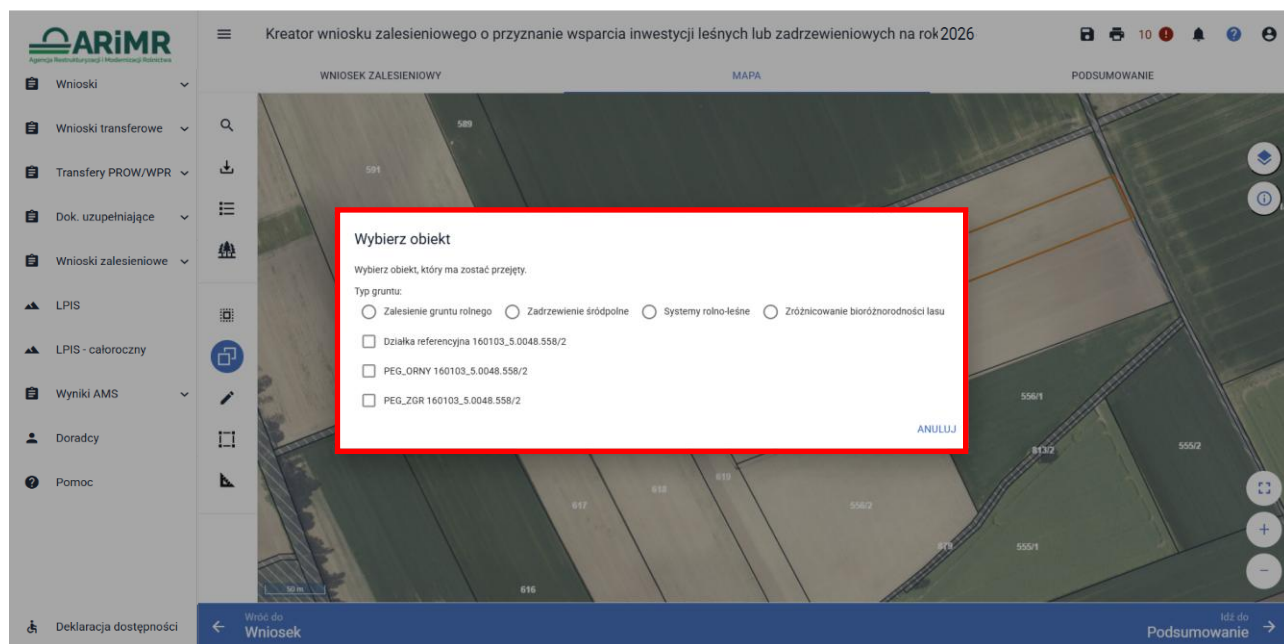 ARiMR
Agencja Restrukturyzacji i Modernizacji Rolnictwa
Kreator wniosku zalesieniowego o przyznanie wsparcia inwestycji leśnych lub zadrzewieniowych na rok 2026
10
WNIOSEK ZALESIENIOWY
MAPA
PODSUMOWANIE
Wnioski
Wnioski transferowe
Transfery PROW/WPR
Dok. uzupełniające
Wnioski zalesieniowe
LPIS
LPIS - całoroczny
Wyniki AMS
Doradcy
Pomoc
Deklaracja dostępności
589
591
Wybierz obiekt
Wybierz obiekt, który ma zostać przejęty.
Typ gruntu:
Zalesienie gruntu rolnego Zadrzewienie śródpolne Systemy rolno-leśne Zróżnicowanie bioróżnorodności lasu
Działka referencyjna 160103_5.0048.558/2
PEG_ORNY 160103_5.0048.558/2
PEG_ZGR 160103_5.0048.558/2
ANULUJ
556/1
555/2
813/2
619
618
617
556/2
555/1
616
50 m
Wróć do
Wniosek
Idź do
Podsumowanie